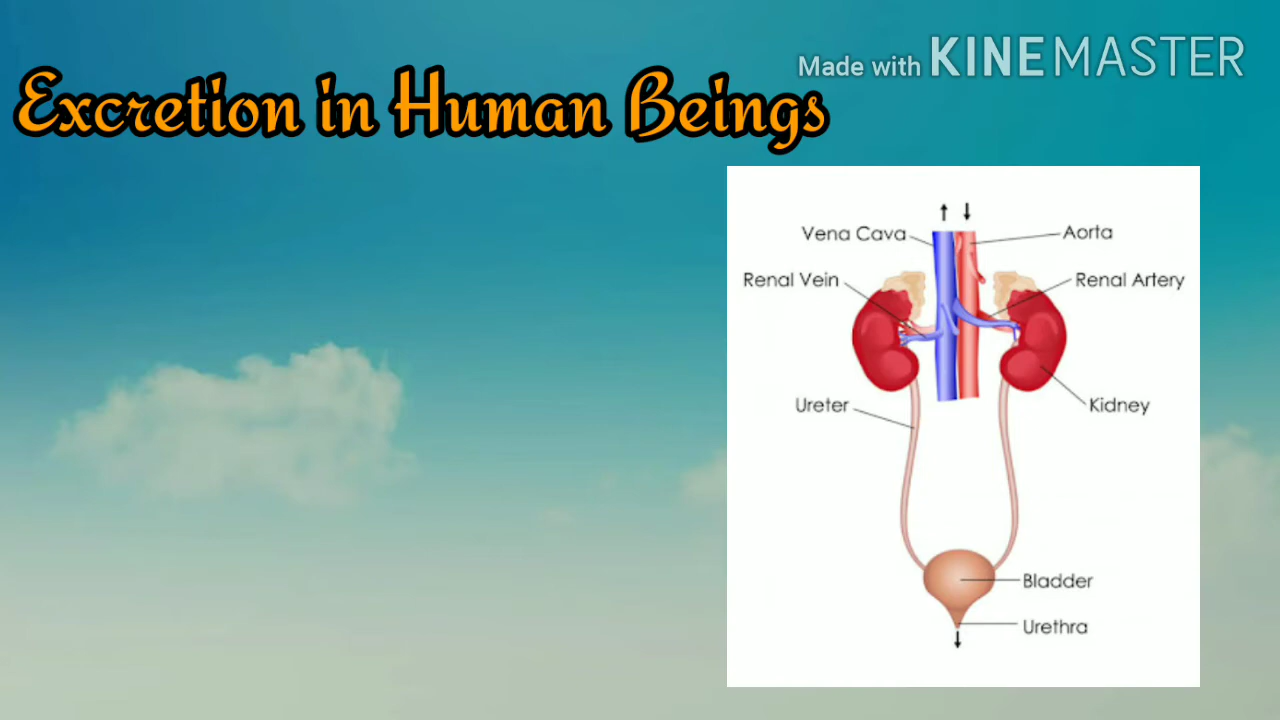 Made with KINEMASTER
Excretion in Human Beings
Vena Cava
Aorta
Renal Vein
Renal Artery
Ureter
Kidney
Bladder
Urethra